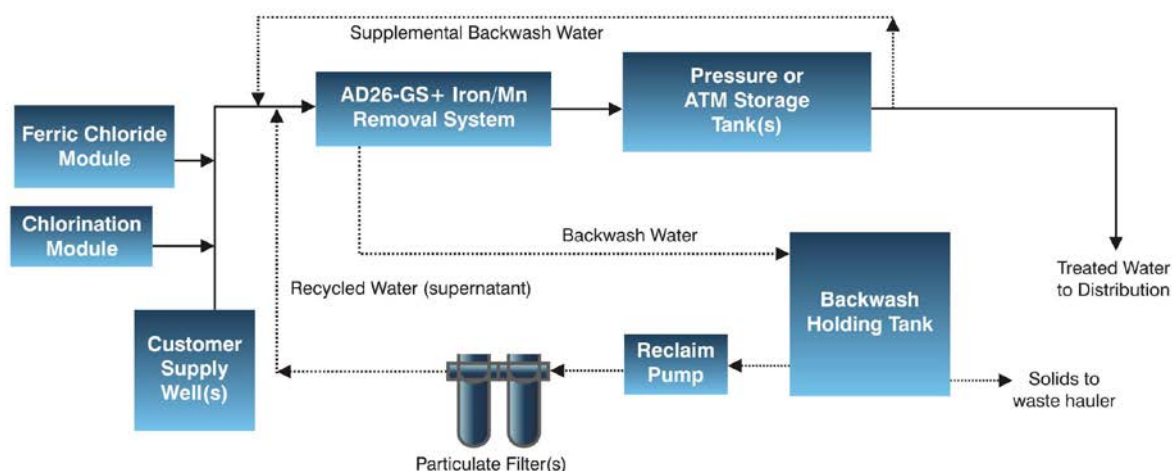 Supplemental Backwash Water
AD26-GS+ Iron/Mn
Removal System
Pressure or
ATM Storage
Tank(s)
Ferric Chloride
Module
Chlorination
Module
Customer
Supply
Well(s)
Backwash Water
Recycled Water (supernatant)
Backwash
Holding Tank
Treated Water
to Distribution
Reclaim
Pump
Solids to
waste hauler
Particulate Filter(s)